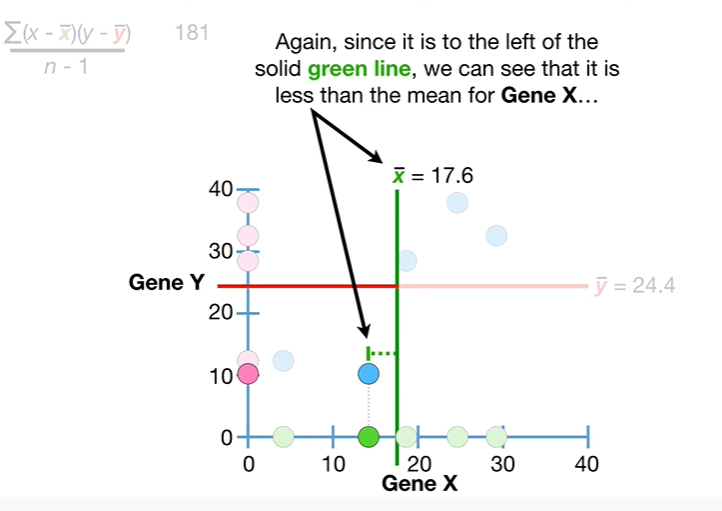 ∑(x - x̄)(y - ȳ) 181
n - 1
Again, since it is to the left of the
solid green line, we can see that it is
less than the mean for Gene X...
x̄ = 17.6
40
30
Gene Y
ȳ = 24.4
20
10
0
0 10 20 30 40
Gene X